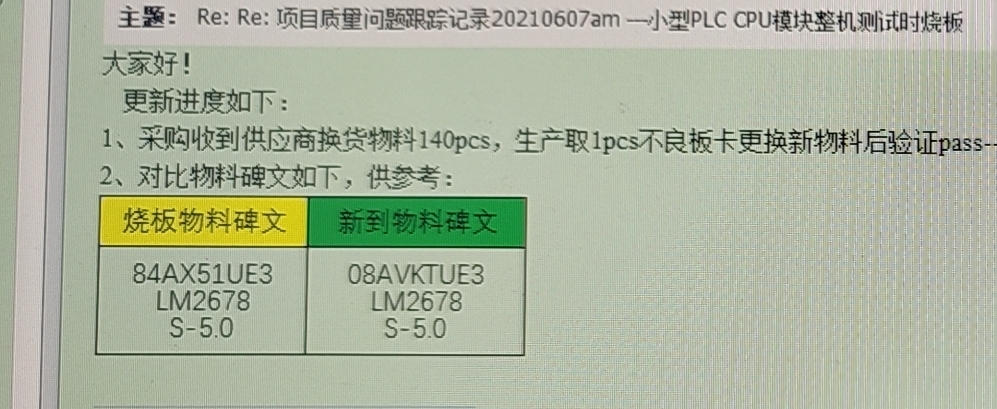 主题： Re: Re: 项目质量问题跟踪记录20210607am —小型PLC CPU模块整机测试时烧板
大家好！
更新进度如下：
1、采购收到供应商换货物料140pcs，生产取1pcs不良板卡更换新物料后验证pass--
2、对比物料碑文如下，供参考：
烧板物料碑文 新到物料碑文
84AX51UE3 08AVKTUE3
LM2678 LM2678
S-5.0 S-5.0